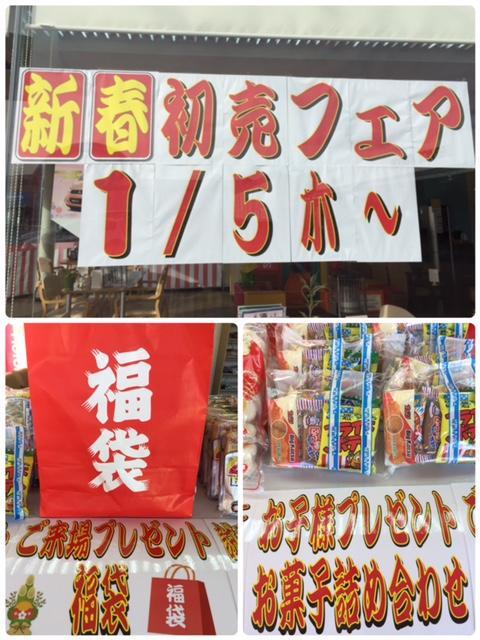 新春初売フェア
1/5木～
福袋
ご来場プレゼント
福袋
福袋
お子様プレゼント
お菓子詰め合わせ